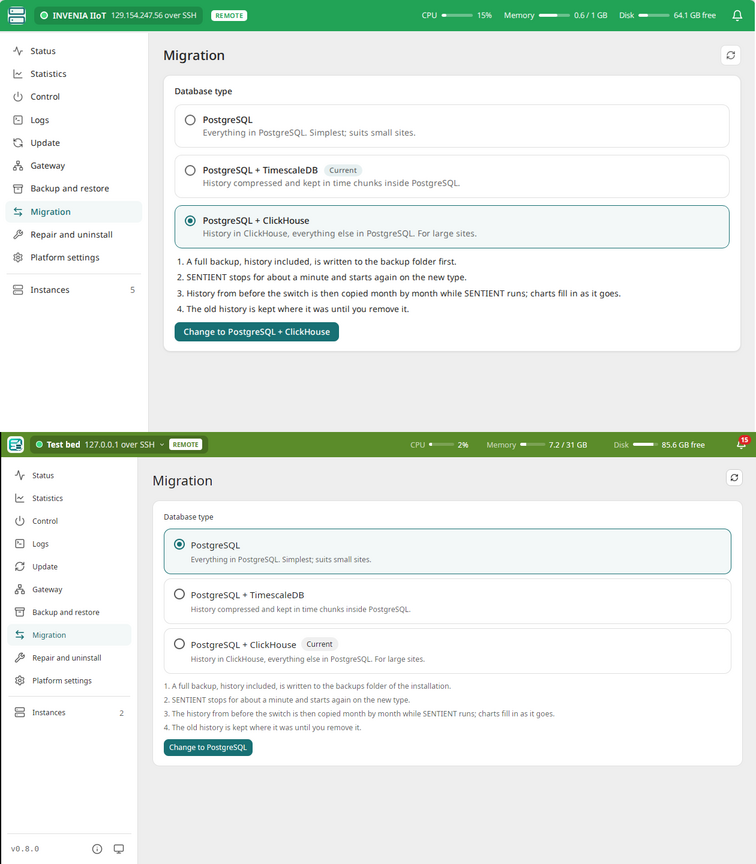 INVENIA IIoT 129.154.247.56 over SSH REMOTE CPU 15% Memory 0.6 / 1 GB Disk 64.1 GB free
Status
Statistics
Control
Logs
Update
Gateway
Backup and restore
Migration
Repair and uninstall
Platform settings
Instances 5
Migration
Database type
PostgreSQL
Everything in PostgreSQL. Simplest; suits small sites.
PostgreSQL + TimescaleDB Current
History compressed and kept in time chunks inside PostgreSQL.
PostgreSQL + ClickHouse
History in ClickHouse, everything else in PostgreSQL. For large sites.
1. A full backup, history included, is written to the backup folder first.
2. SENTIENT stops for about a minute and starts again on the new type.
3. History from before the switch is then copied month by month while SENTIENT runs; charts fill in as it goes.
4. The old history is kept where it was until you remove it.
Change to PostgreSQL + ClickHouse
Test bed 127.0.0.1 over SSH REMOTE CPU 2% Memory 7.2 / 31 GB Disk 85.6 GB free 15
Status
Statistics
Control
Logs
Update
Gateway
Backup and restore
Migration
Repair and uninstall
Platform settings
Instances 2
v0.8.0
Migration
Database type
PostgreSQL
Everything in PostgreSQL. Simplest; suits small sites.
PostgreSQL + TimescaleDB
History compressed and kept in time chunks inside PostgreSQL.
PostgreSQL + ClickHouse Current
History in ClickHouse, everything else in PostgreSQL. For large sites.
1. A full backup, history included, is written to the backups folder of the installation.
2. SENTIENT stops for about a minute and starts again on the new type.
3. The history from before the switch is then copied month by month while SENTIENT runs; charts fill in as it goes.
4. The old history is kept where it was until you remove it.
Change to PostgreSQL